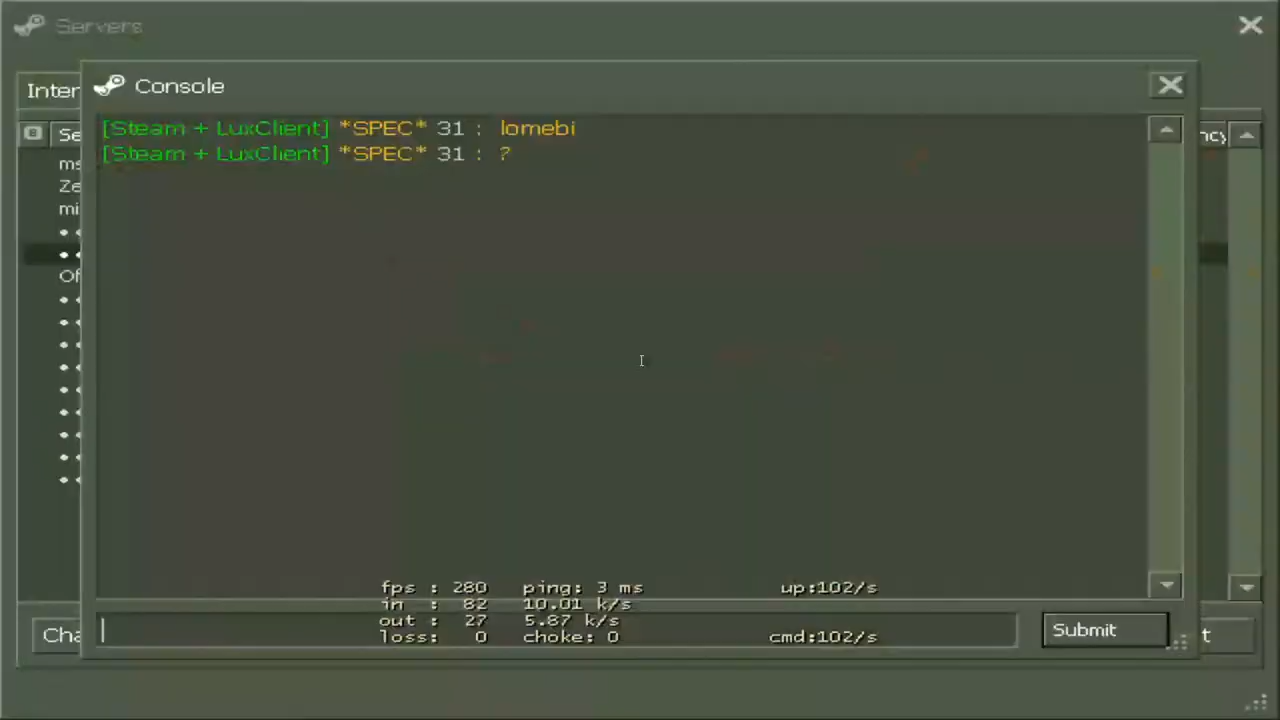 Servers
Console
[Steam + LuxClient] *SPEC* 31 : lomebi
[Steam + LuxClient] *SPEC* 31 : ?
fps : 280 ping: 3 ms up:102/s
in : 82 10.01 k/s
out : 27 5.87 k/s
loss: 0 choke: 0 cmd:102/s
Submit